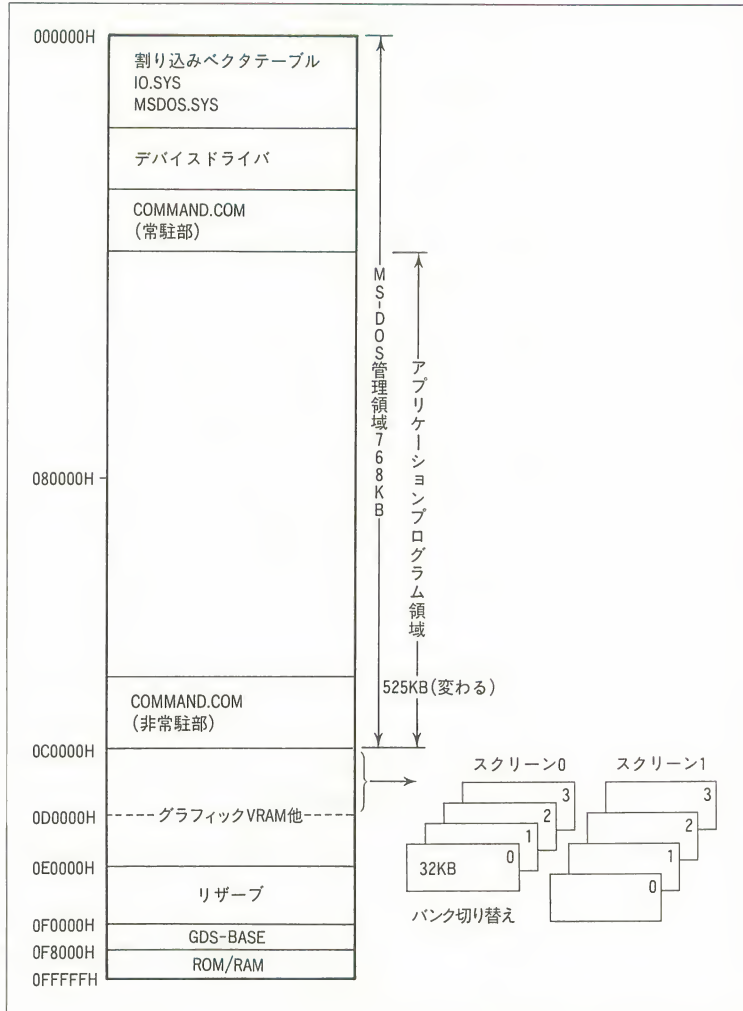 000000H
割り込みベクタテーブル
IO.SYS
MSDOS.SYS
デバイスドライバ
COMMAND.COM
(常駐部)
MS-DOS管理領域768KB
アプリケーションプログラム領域
080000H
525KB(変わる)
COMMAND.COM
(非常駐部)
0C0000H
スクリーン0
スクリーン1
3
2
1
0
32KB
3
2
1
0
バンク切り替え
0D0000H
グラフィックVRAM他
0E0000H
リザーブ
0F0000H
GDS-BASE
0F8000H
ROM/RAM
0FFFFFH